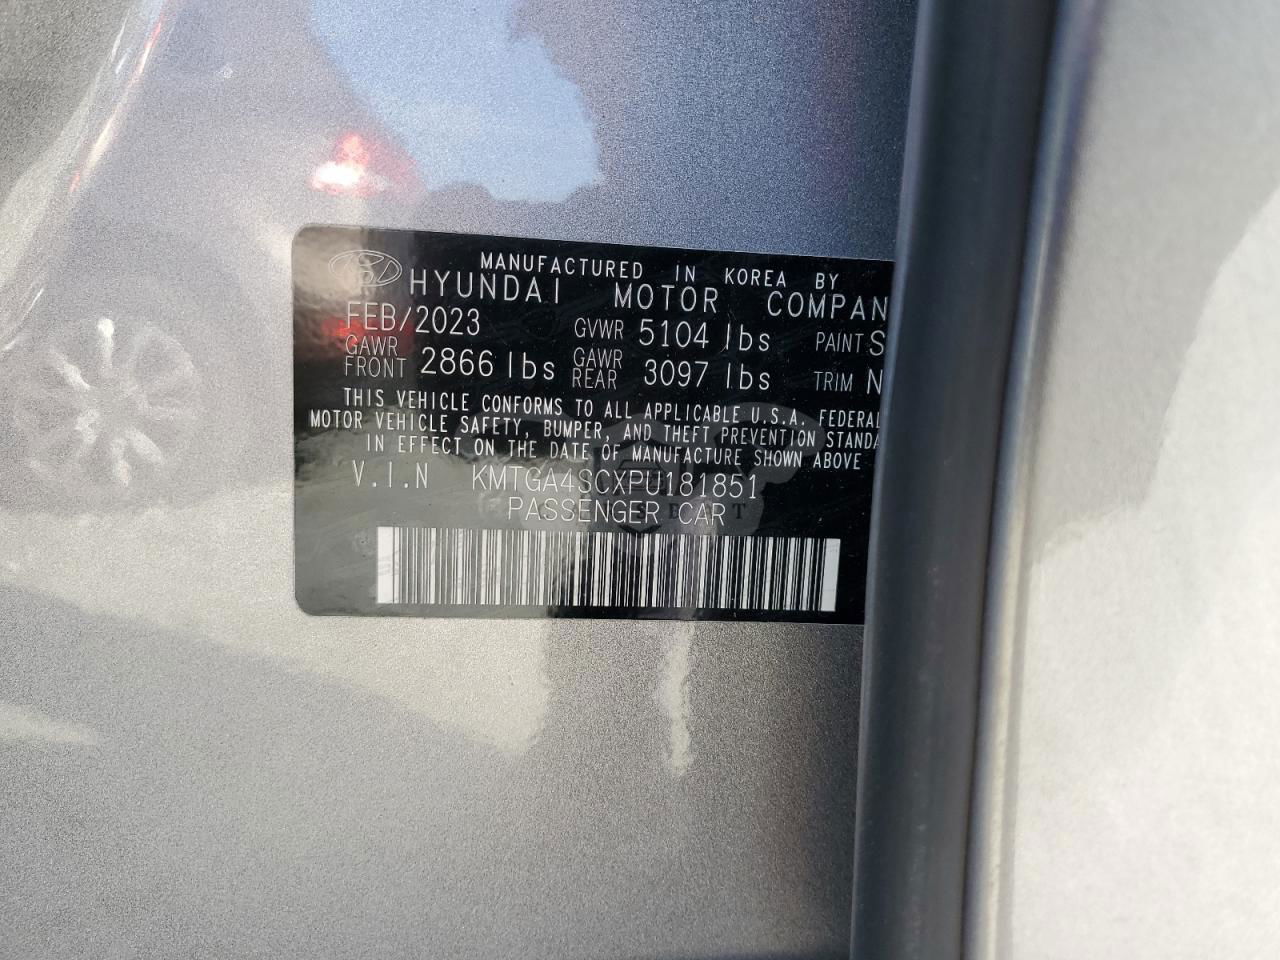 MANUFACTURED IN KOREA BY
HYUNDAI MOTOR COMPAN
FEB/2023 GVWR 5104 lbs PAINT S
GAWR FRONT 2866 lbs GAWR REAR 3097 lbs TRIM N
THIS VEHICLE CONFORMS TO ALL APPLICABLE U.S.A. FEDERAL
MOTOR VEHICLE SAFETY, BUMPER, AND THEFT PREVENTION STANDA
IN EFFECT ON THE DATE OF MANUFACTURE SHOWN ABOVE
V.I.N KMTGA4SCXPU181851
PASSENGER CAR